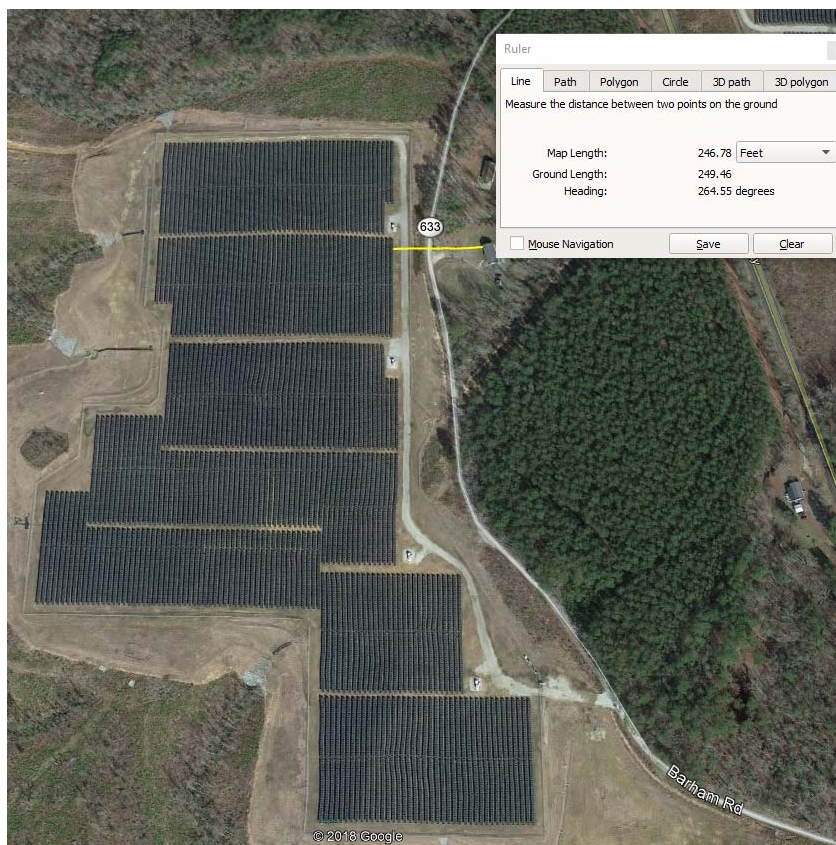 Ruler
Line Path Polygon Circle 3D path 3D polygon
Measure the distance between two points on the ground
Map Length: 246.78 Feet
Ground Length: 249.46
Heading: 264.55 degrees
Mouse Navigation Save Clear
633
Barham Rd
© 2018 Google